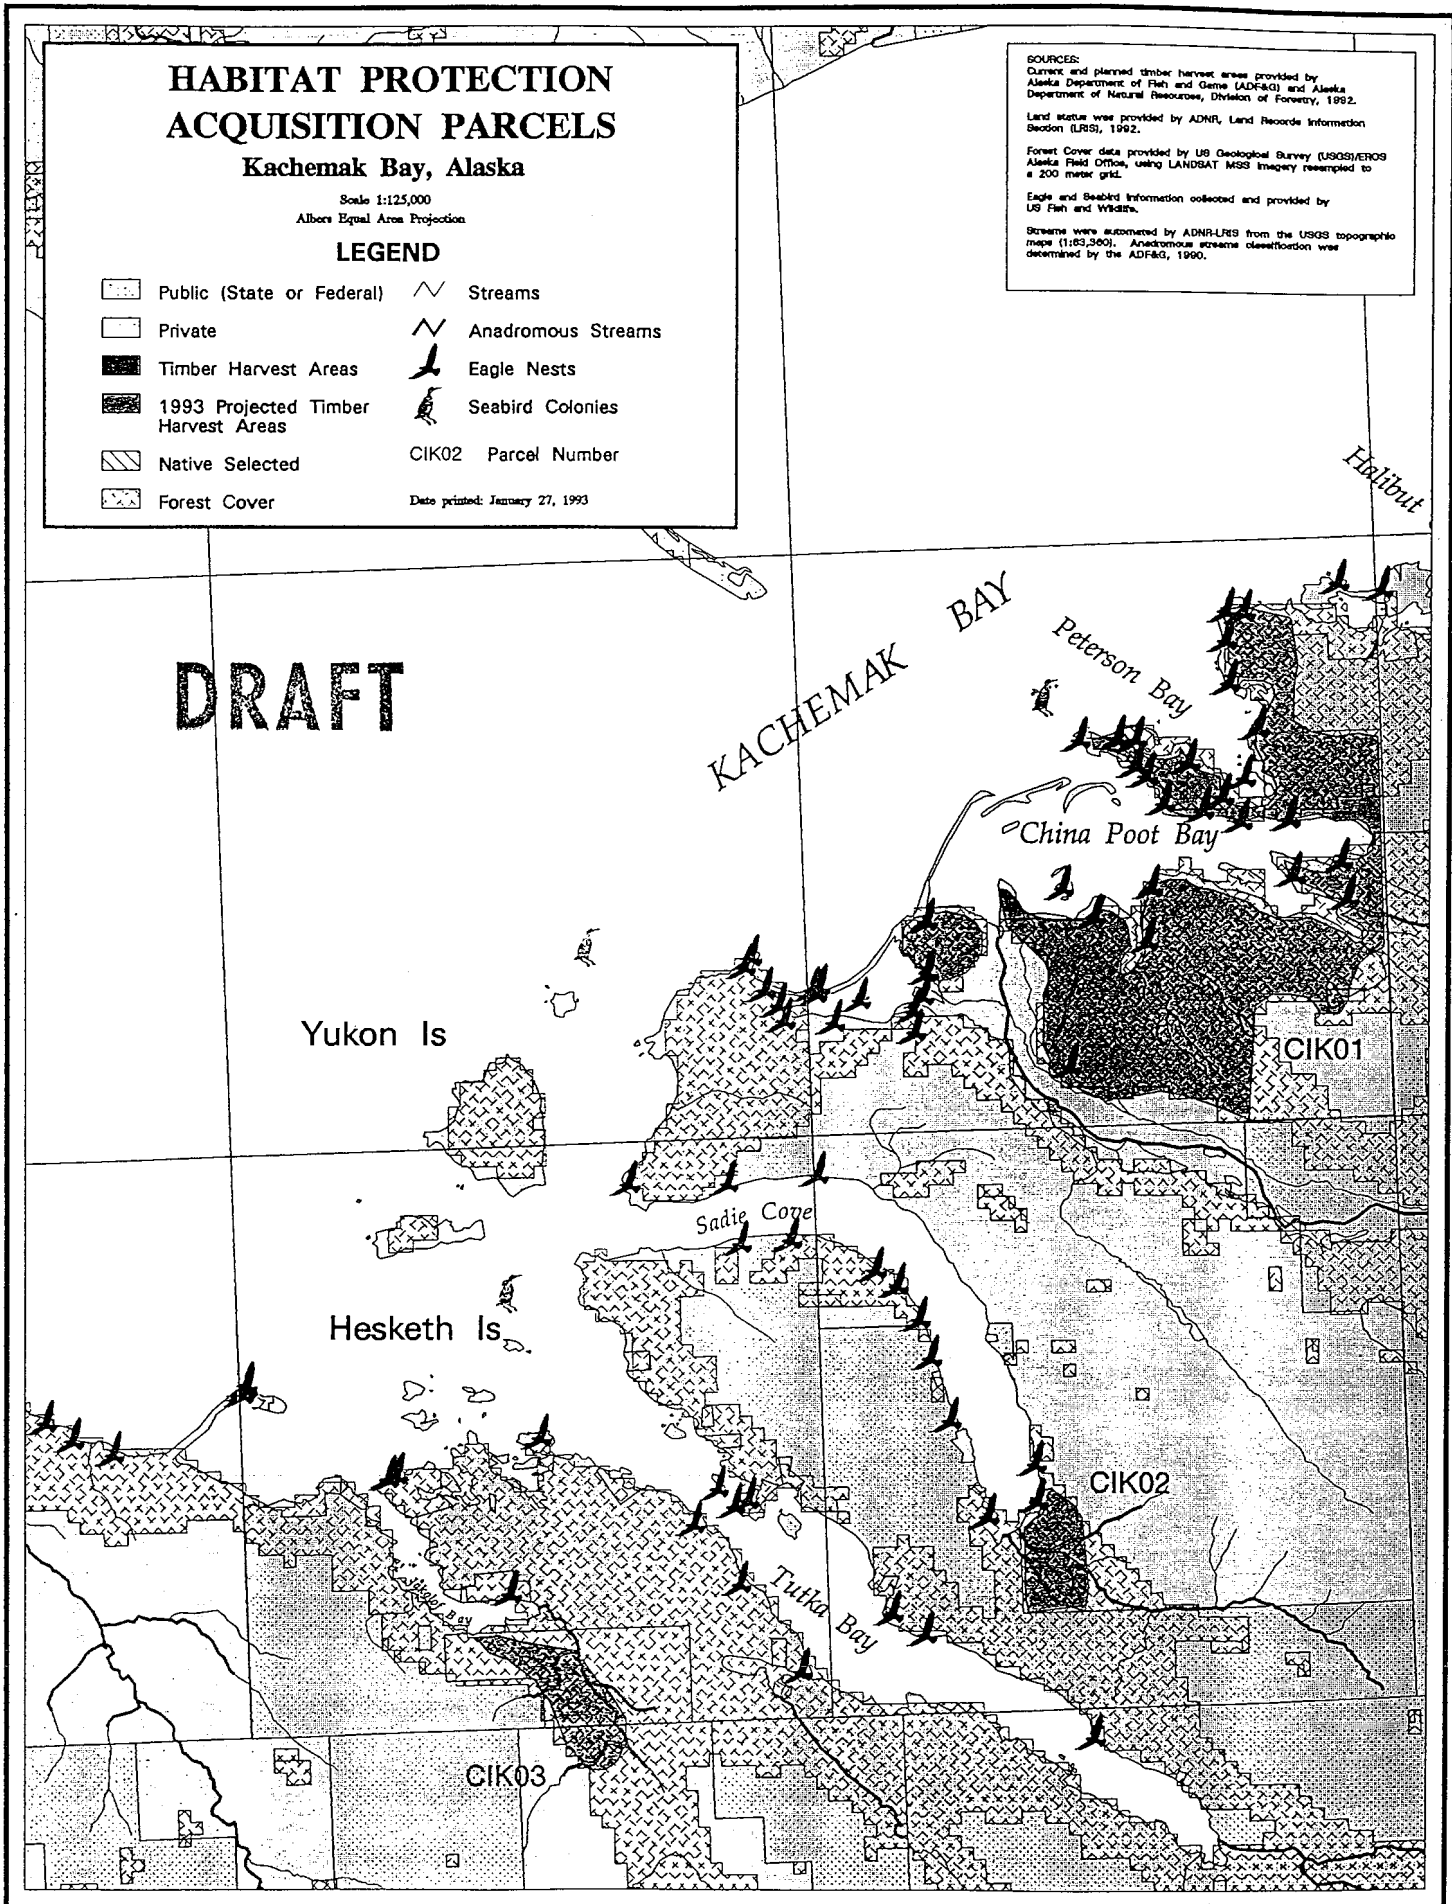 HABITAT PROTECTION
ACQUISITION PARCELS
Kachemak Bay, Alaska
Scale 1:125,000
Albers Equal Area Projection
LEGEND
Public (State or Federal)
Private
Timber Harvest Areas
1993 Projected Timber
Harvest Areas
Native Selected
Forest Cover
Streams
Anadromous Streams
Eagle Nests
Seabird Colonies
CIK02 Parcel Number
Date printed: January 27, 1993
SOURCES:
Current and planned timber harvest areas provided by
Alaska Department of Fish and Game (ADF&G) and Alaska
Department of Natural Resources, Division of Forestry, 1992.
Land status was provided by ADNR, Land Records Information
Section (LRIS), 1992.
Forest Cover data provided by US Geological Survey (USGS)/EROS
Alaska Field Office, using LANDSAT MSS imagery resampled to
a 200 meter grid.
Eagle and Seabird information collected and provided by
US Fish and Wildlife.
Streams were automated by ADNR-LRIS from the USGS topographic
maps (1:63,360). Anadromous streams classification was
determined by the ADF&G, 1990.
Halibut
DRAFT
KACHEMAK BAY
Peterson Bay
China Poot Bay
Yukon Is
CIK01
Sadie Cove
Hesketh Is
CIK02
Tutka Bay
Bay
CIK03